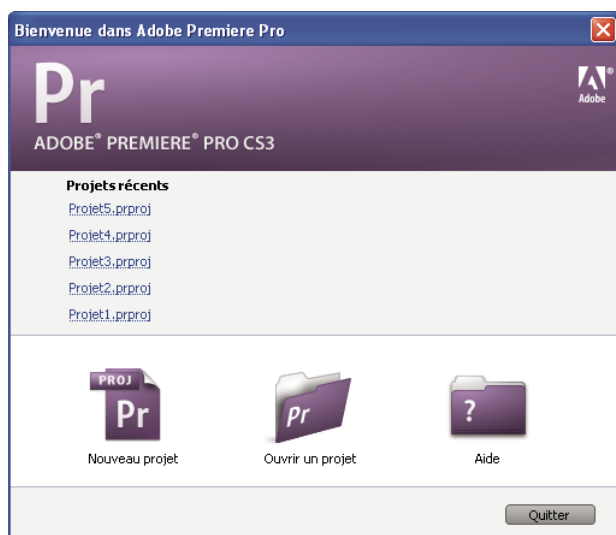 Bienvenue dans Adobe Premiere Pro
Pr
Adobe®
ADOBE® PREMIERE® PRO CS3
Projets récents
Projet5.prproj
Projet4.prproj
Projet3.prproj
Projet2.prproj
Projet1.prproj
PROJ
Pr
Pr
?
Nouveau projet
Ouvrir un projet
Aide
Quitter